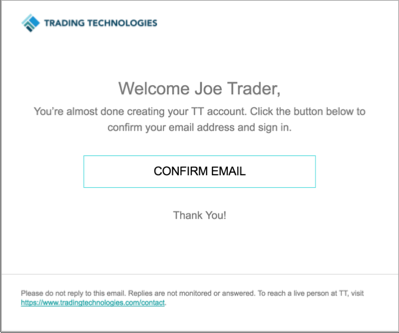 TRADING TECHNOLOGIES
Welcome Joe Trader,
You're almost done creating your TT account. Click the button below to
confirm your email address and sign in.
CONFIRM EMAIL
Thank You!
Please do not reply to this email. Replies are not monitored or answered. To reach a live person at TT, visit
https://www.tradingtechnologies.com/contact.